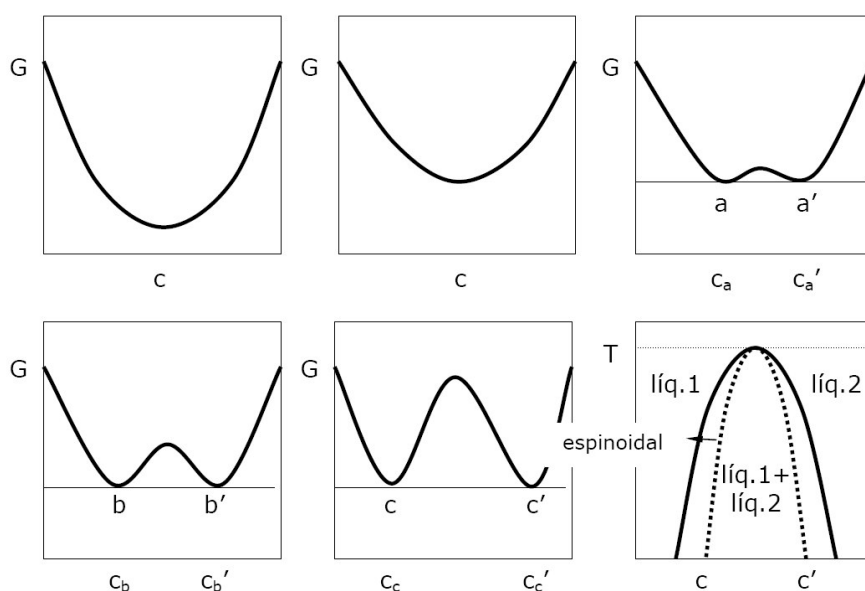 G
c
G
c
G
a a′
cₐ cₐ′
G
b b′
c_b c_b′
G
c c′
c_c c_c′
T
líq.1 líq.2
espinoidal
líq.1+
líq.2
c c′